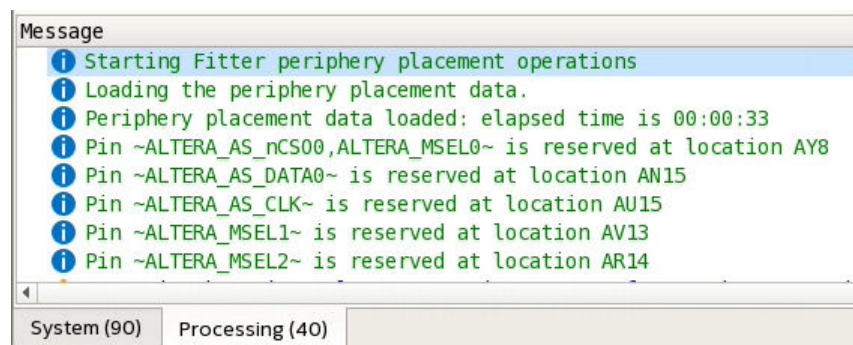 Message
Starting Fitter periphery placement operations
Loading the periphery placement data.
Periphery placement data loaded: elapsed time is 00:00:33
Pin ~ALTERA_AS_nCSO0,ALTERA_MSEL0~ is reserved at location AY8
Pin ~ALTERA_AS_DATA0~ is reserved at location AN15
Pin ~ALTERA_AS_CLK~ is reserved at location AU15
Pin ~ALTERA_MSEL1~ is reserved at location AV13
Pin ~ALTERA_MSEL2~ is reserved at location AR14
System (90) Processing (40)